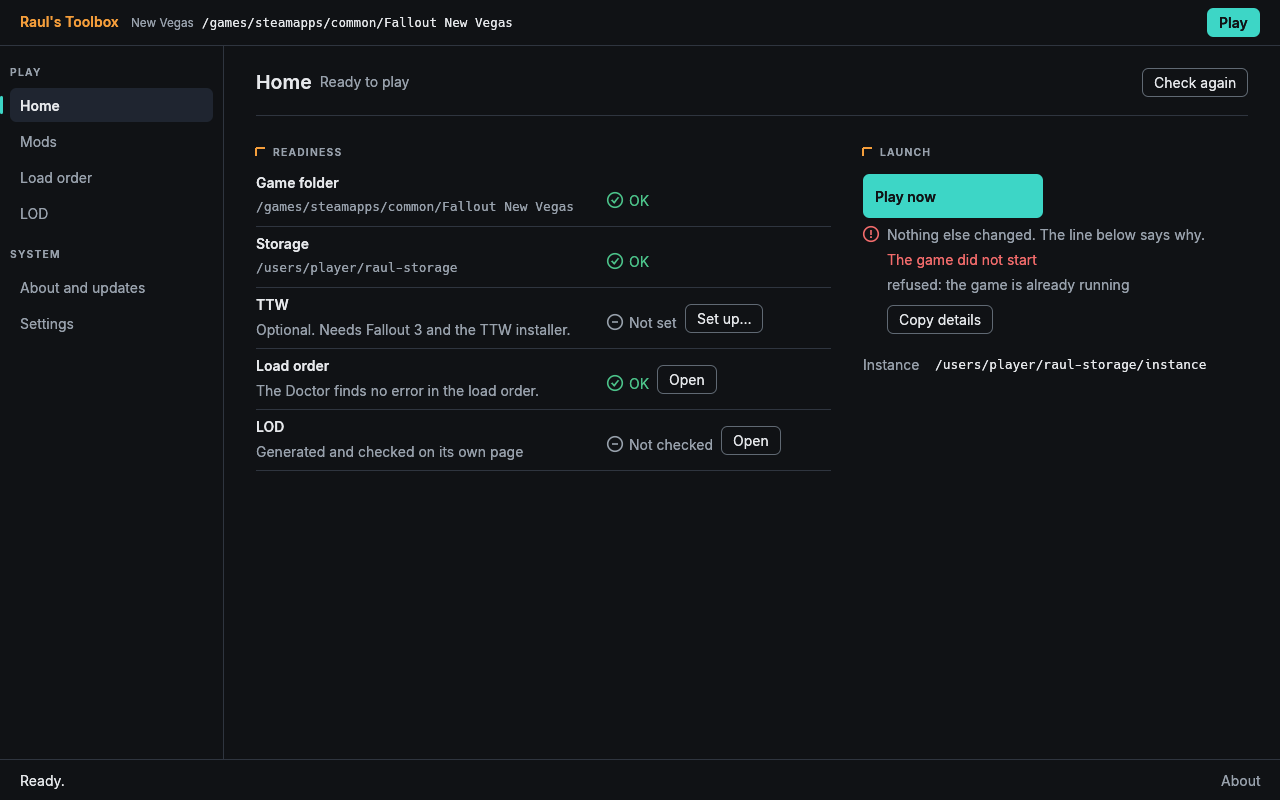 Raul's Toolbox New Vegas /games/steamapps/common/Fallout New Vegas Play
PLAY
Home
Mods
Load order
LOD
SYSTEM
About and updates
Settings
Home Ready to play Check again
READINESS
Game folder
/games/steamapps/common/Fallout New Vegas OK
Storage
/users/player/raul-storage OK
TTW
Optional. Needs Fallout 3 and the TTW installer. Not set Set up...
Load order
The Doctor finds no error in the load order. OK Open
LOD
Generated and checked on its own page Not checked Open
LAUNCH
Play now
Nothing else changed. The line below says why.
The game did not start
refused: the game is already running
Copy details
Instance /users/player/raul-storage/instance
Ready. About